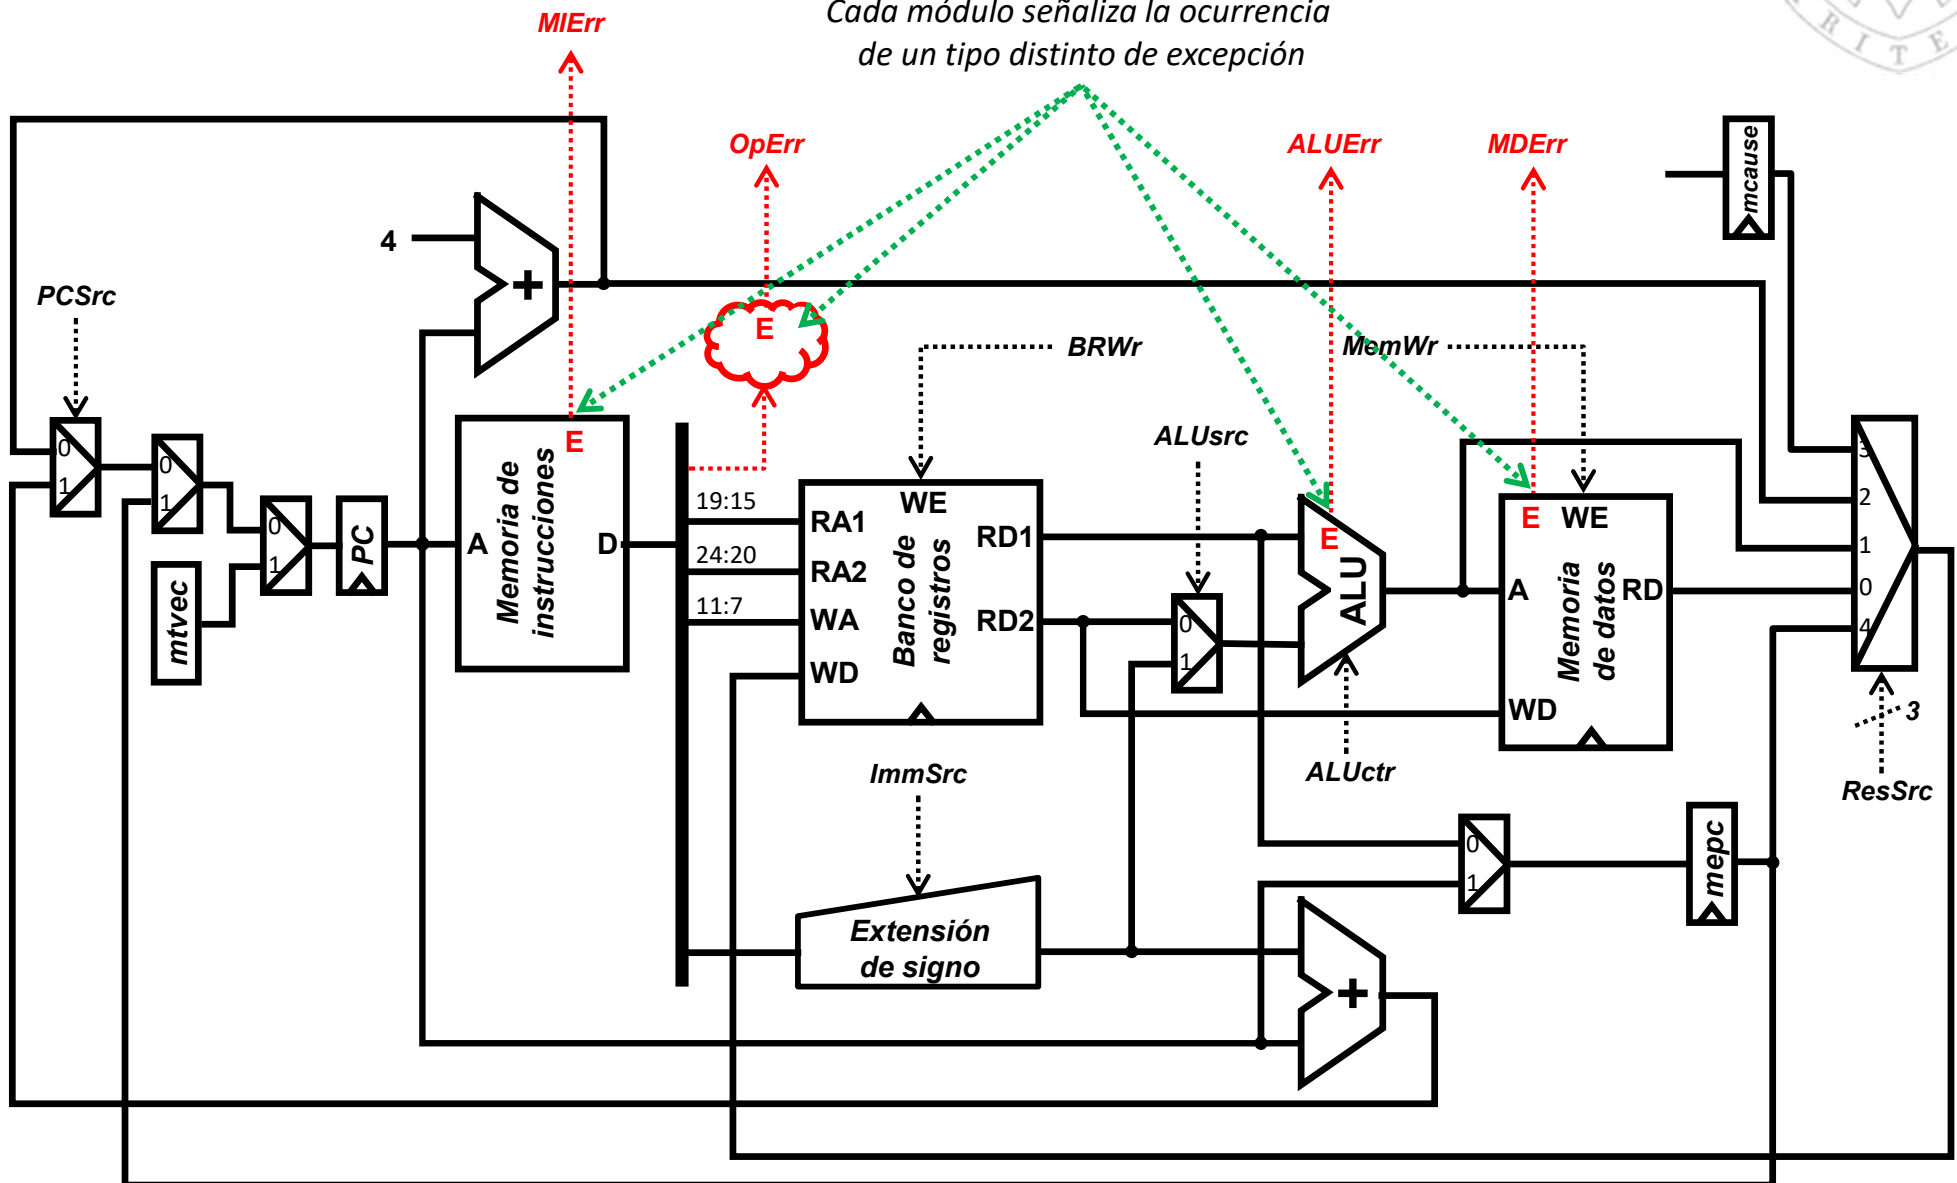 Cada módulo señaliza la ocurrencia
de un tipo distinto de excepción
MIErr
OpErr
ALUErr
MDErr
mcause
R I T E
4
+
PCSrc
E
BRWr
MemWr
0
1
0
1
0
1
mtvec
PC
E
Memoria de
instrucciones
A
D
19:15
24:20
11:7
WE
RA1
RA2
WA
WD
Banco de
registros
RD1
RD2
ALUsrc
0
1
E
ALU
ALUctr
E
WE
A
RD
WD
Memoria
de datos
3
2
1
0
4
3
ResSrc
ImmSrc
Extensión
de signo
+
0
1
mepc